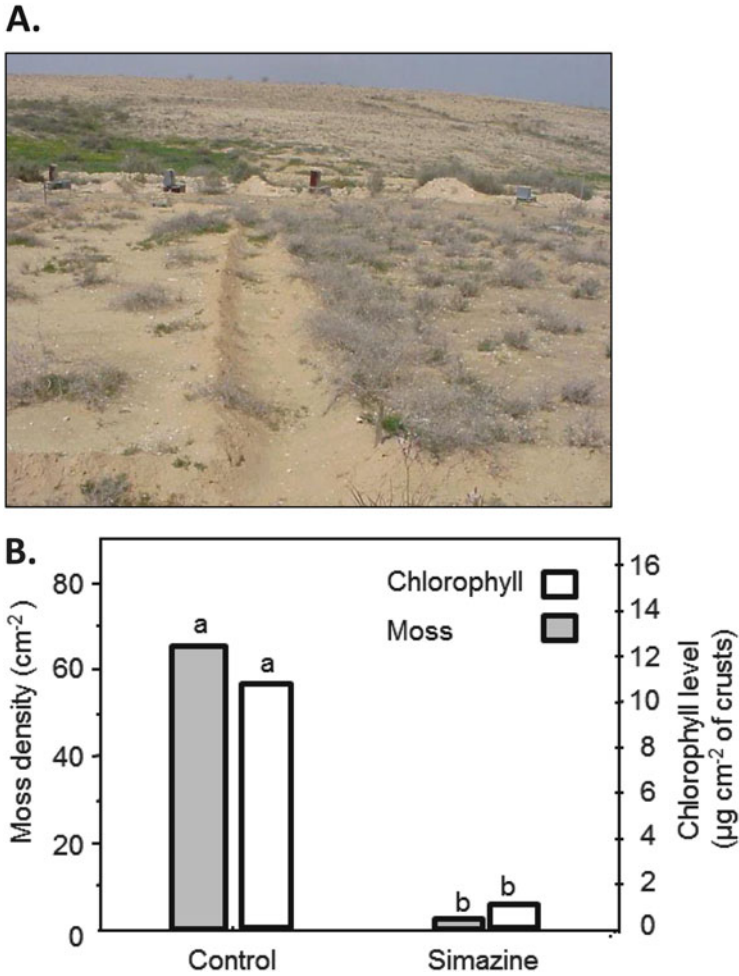 A.
B.
Moss density (cm-2 )
80
60
40
20
0
Chlorophyll
Moss
a
a
b
b
16
14
12
10
8
6
4
2
0
Chlorophyll level
(µg cm-2 of crusts)
Control
Simazine